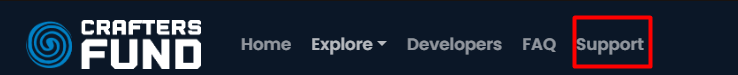 CRAFTERS
FUND
Home Explore Developers FAQ Support